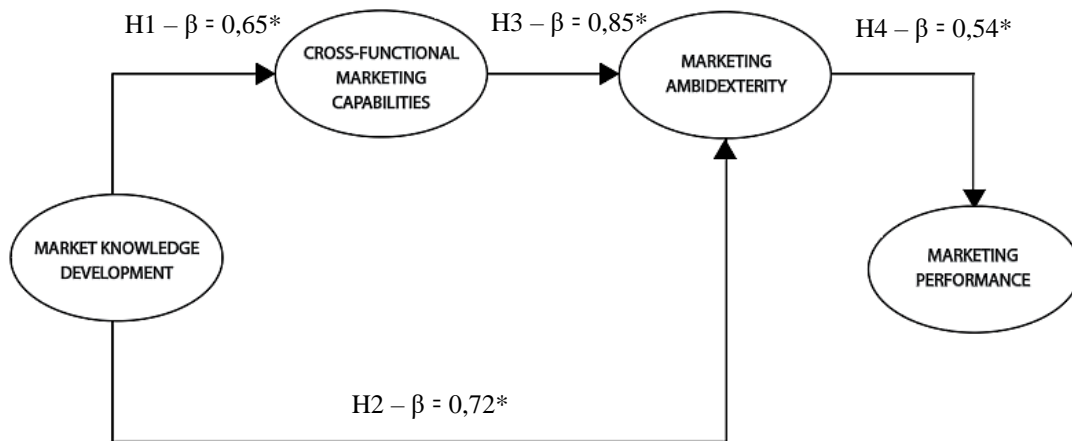 H1 – β = 0,65*
H3 – β = 0,85*
H4 – β = 0,54*
CROSS-FUNCTIONAL
MARKETING
CAPABILITIES
MARKETING
AMBIDEXTERITY
MARKET KNOWLEDGE
DEVELOPMENT
MARKETING
PERFORMANCE
H2 – β = 0,72*